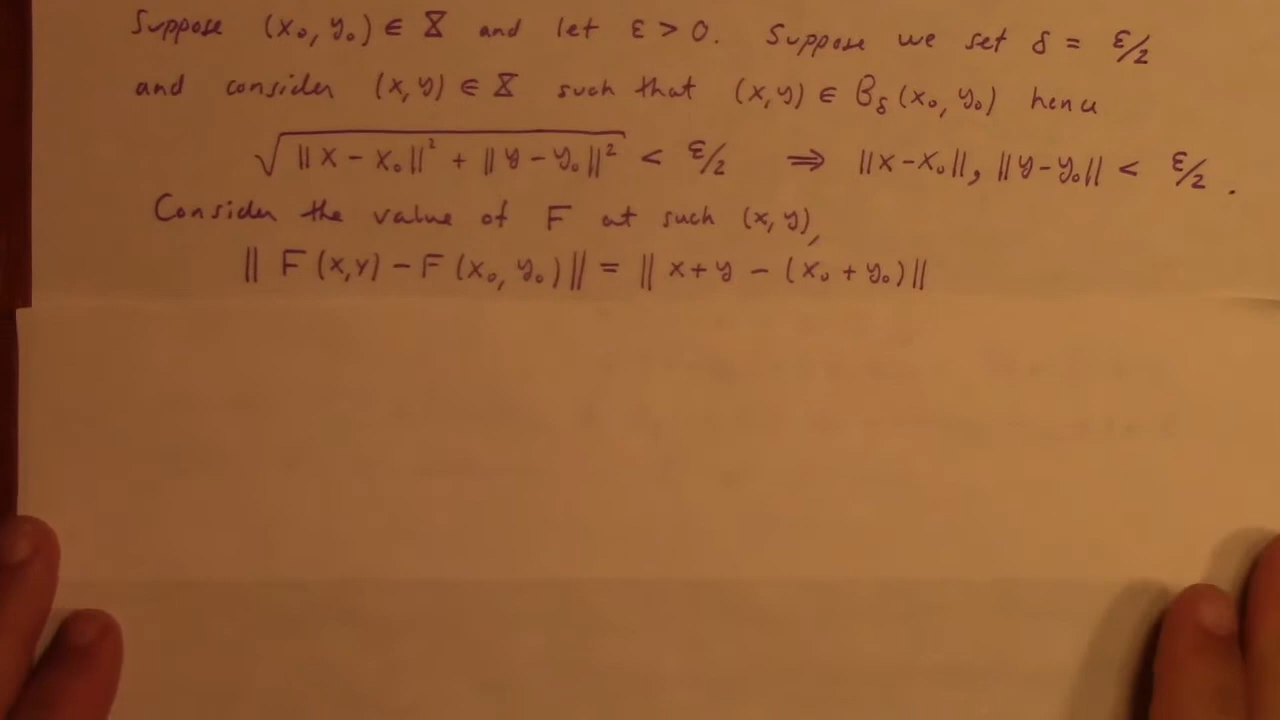 Suppose (x₀, y₀) ∈ X and let ε > 0. Suppose we set δ = ε/2
and consider (x, y) ∈ X such that (x, y) ∈ B_δ (x₀, y₀) hence
√(||x - x₀||² + ||y - y₀||²) < ε/2 ⇒ ||x - x₀||, ||y - y₀|| < ε/2 .
Consider the value of F at such (x, y),
|| F (x, y) - F (x₀, y₀) || = || x + y - (x₀ + y₀) ||